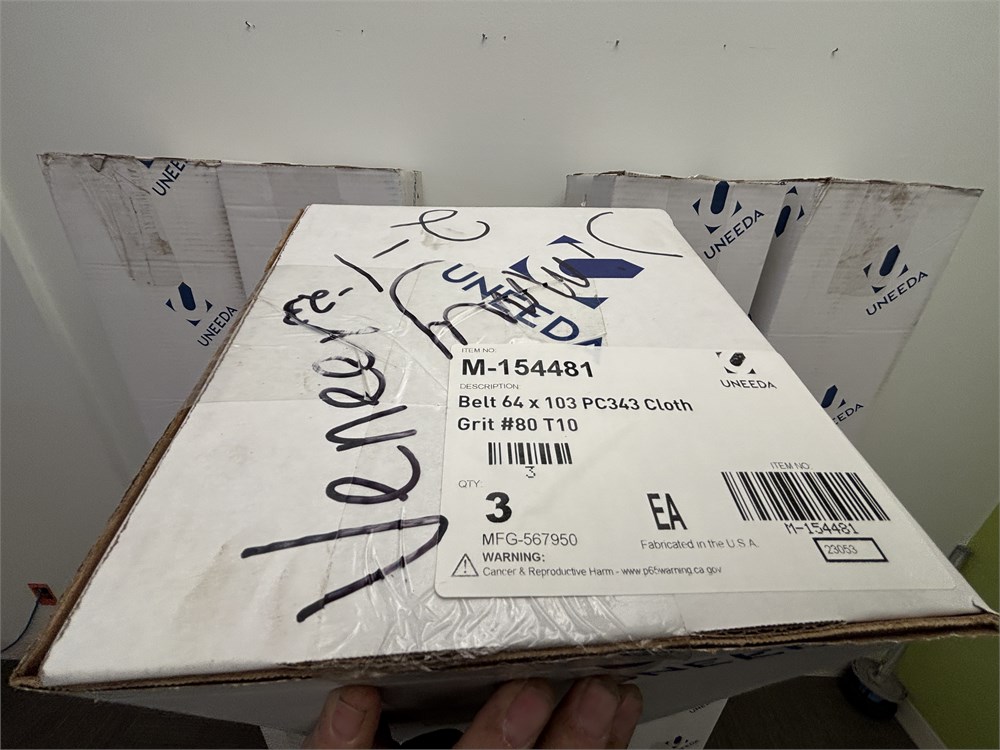 UNEEDA
UNEEDA
UNEEDA
UNEEDA
UNEEDA
Veneer
ITEM NO:
M-154481
DESCRIPTION
Belt 64 x 103 PC343 Cloth
Grit #80 T10
3
QTY:
3
EA
MFG-567950
Fabricated in the U.S.A.
WARNING:
Cancer & Reproductive Harm - www.p65warning.ca.gov
UNEEDA
ITEM NO
M-154481
23053